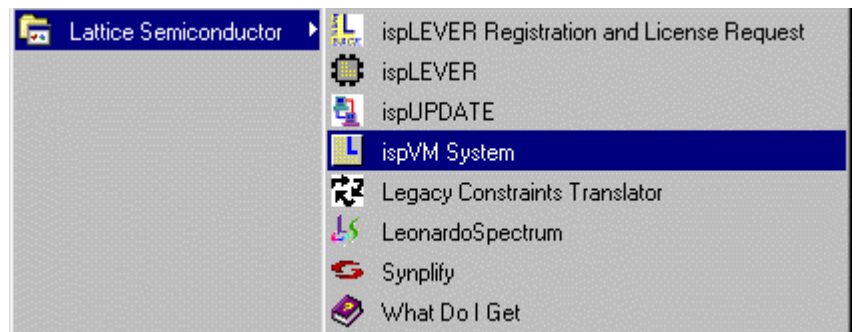 Lattice Semiconductor
ispLEVER Registration and License Request
ispLEVER
ispUPDATE
ispVM System
Legacy Constraints Translator
LeonardoSpectrum
Synplify
What Do I Get